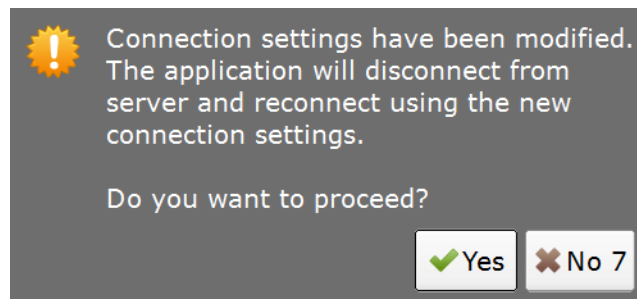 Connection settings have been modified.
The application will disconnect from
server and reconnect using the new
connection settings.
Do you want to proceed?
Yes No 7